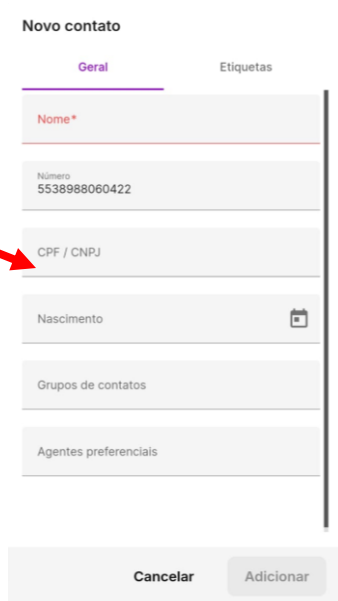 Novo contato
Geral Etiquetas
Nome*
Número
5538988060422
CPF / CNPJ
Nascimento
Grupos de contatos
Agentes preferenciais
Cancelar Adicionar